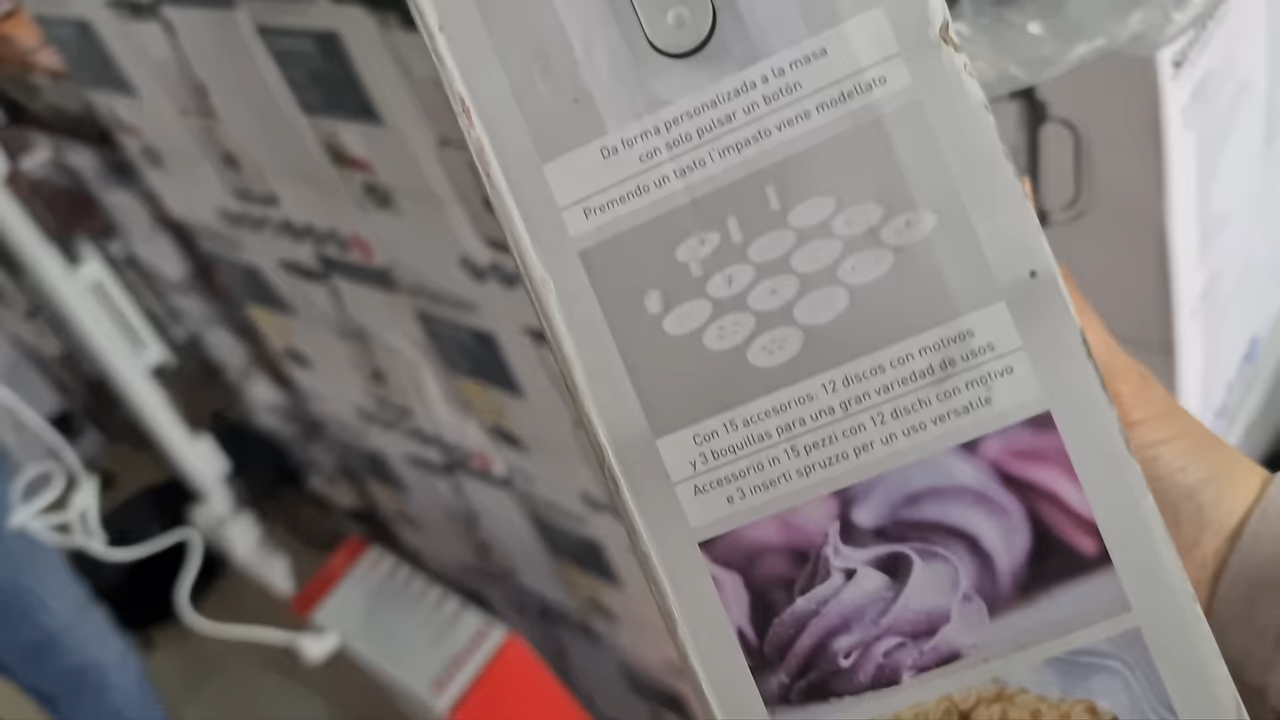 Da forma personalizada a la masa
con solo pulsar un botón
Premendo un tasto l'impasto viene modellato
Con 15 accesorios: 12 discos con motivos
y 3 boquillas para una gran variedad de usos
Accessorio in 15 pezzi con 12 dischi con motivo
e 3 inserti spruzzo per un uso versatile